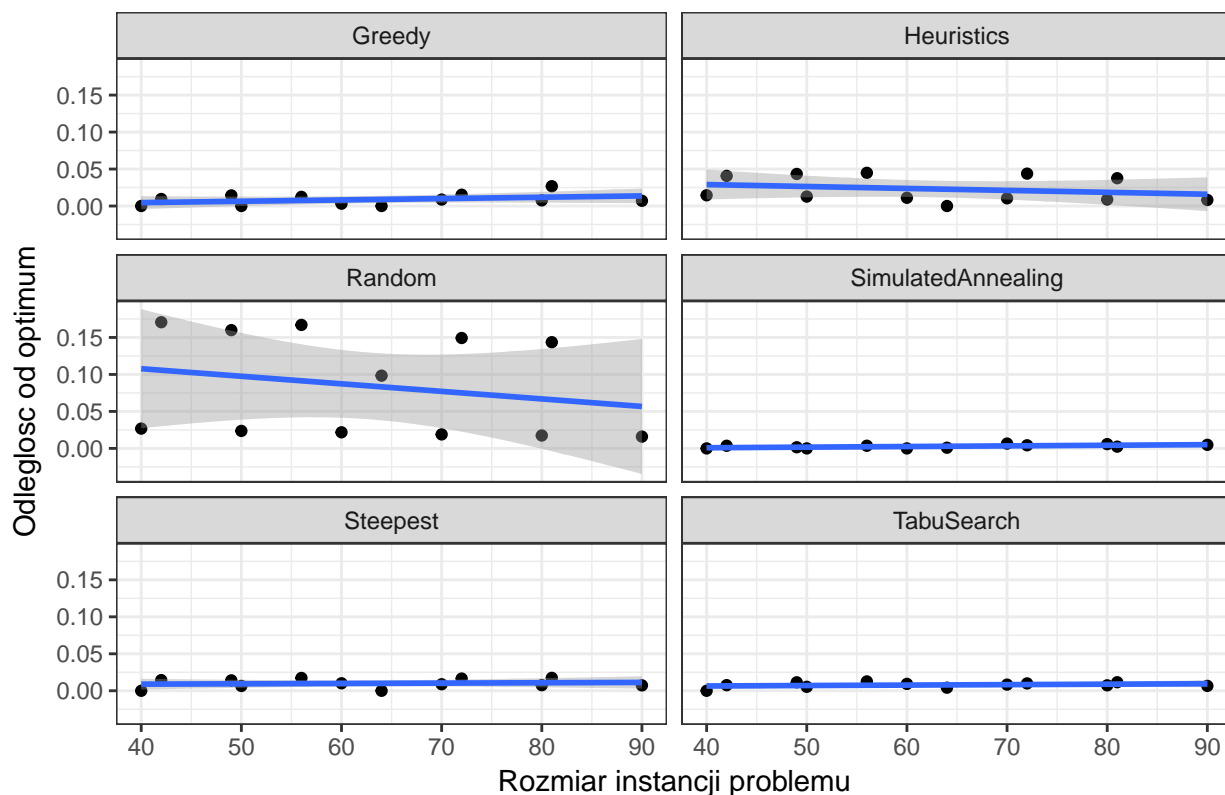 Greedy
Heuristics
0.15
0.10
0.05
0.00
Random
SimulatedAnnealing
0.15
0.10
0.05
0.00
Steepest
TabuSearch
0.15
0.10
0.05
0.00
40 50 60 70 80 90
40 50 60 70 80 90
Rozmiar instancji problemu
Odleglosc od optimum